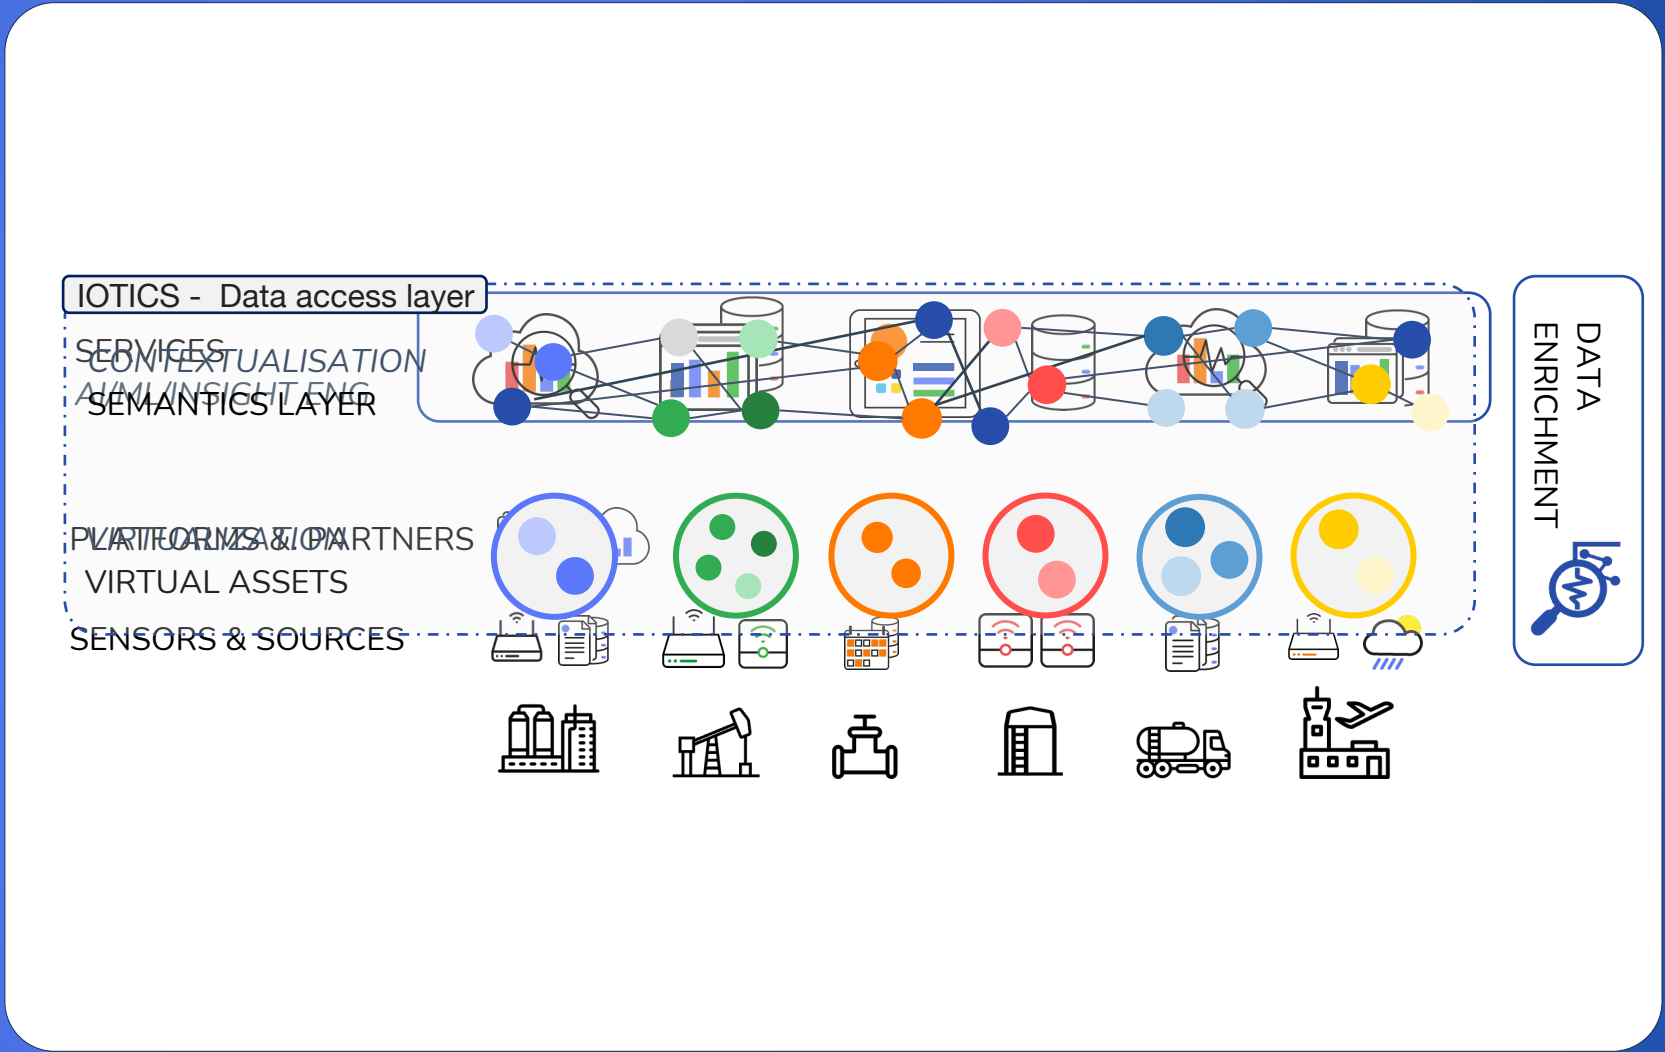 IOTICS - Data access layer
SERVICES
CONTEXTUALISATION
AI/ML/INSIGHT ENG
SEMANTICS LAYER
PLATFORMS & PARTNERS
VIRTUALIZATION
VIRTUAL ASSETS
SENSORS & SOURCES
DATA
ENRICHMENT